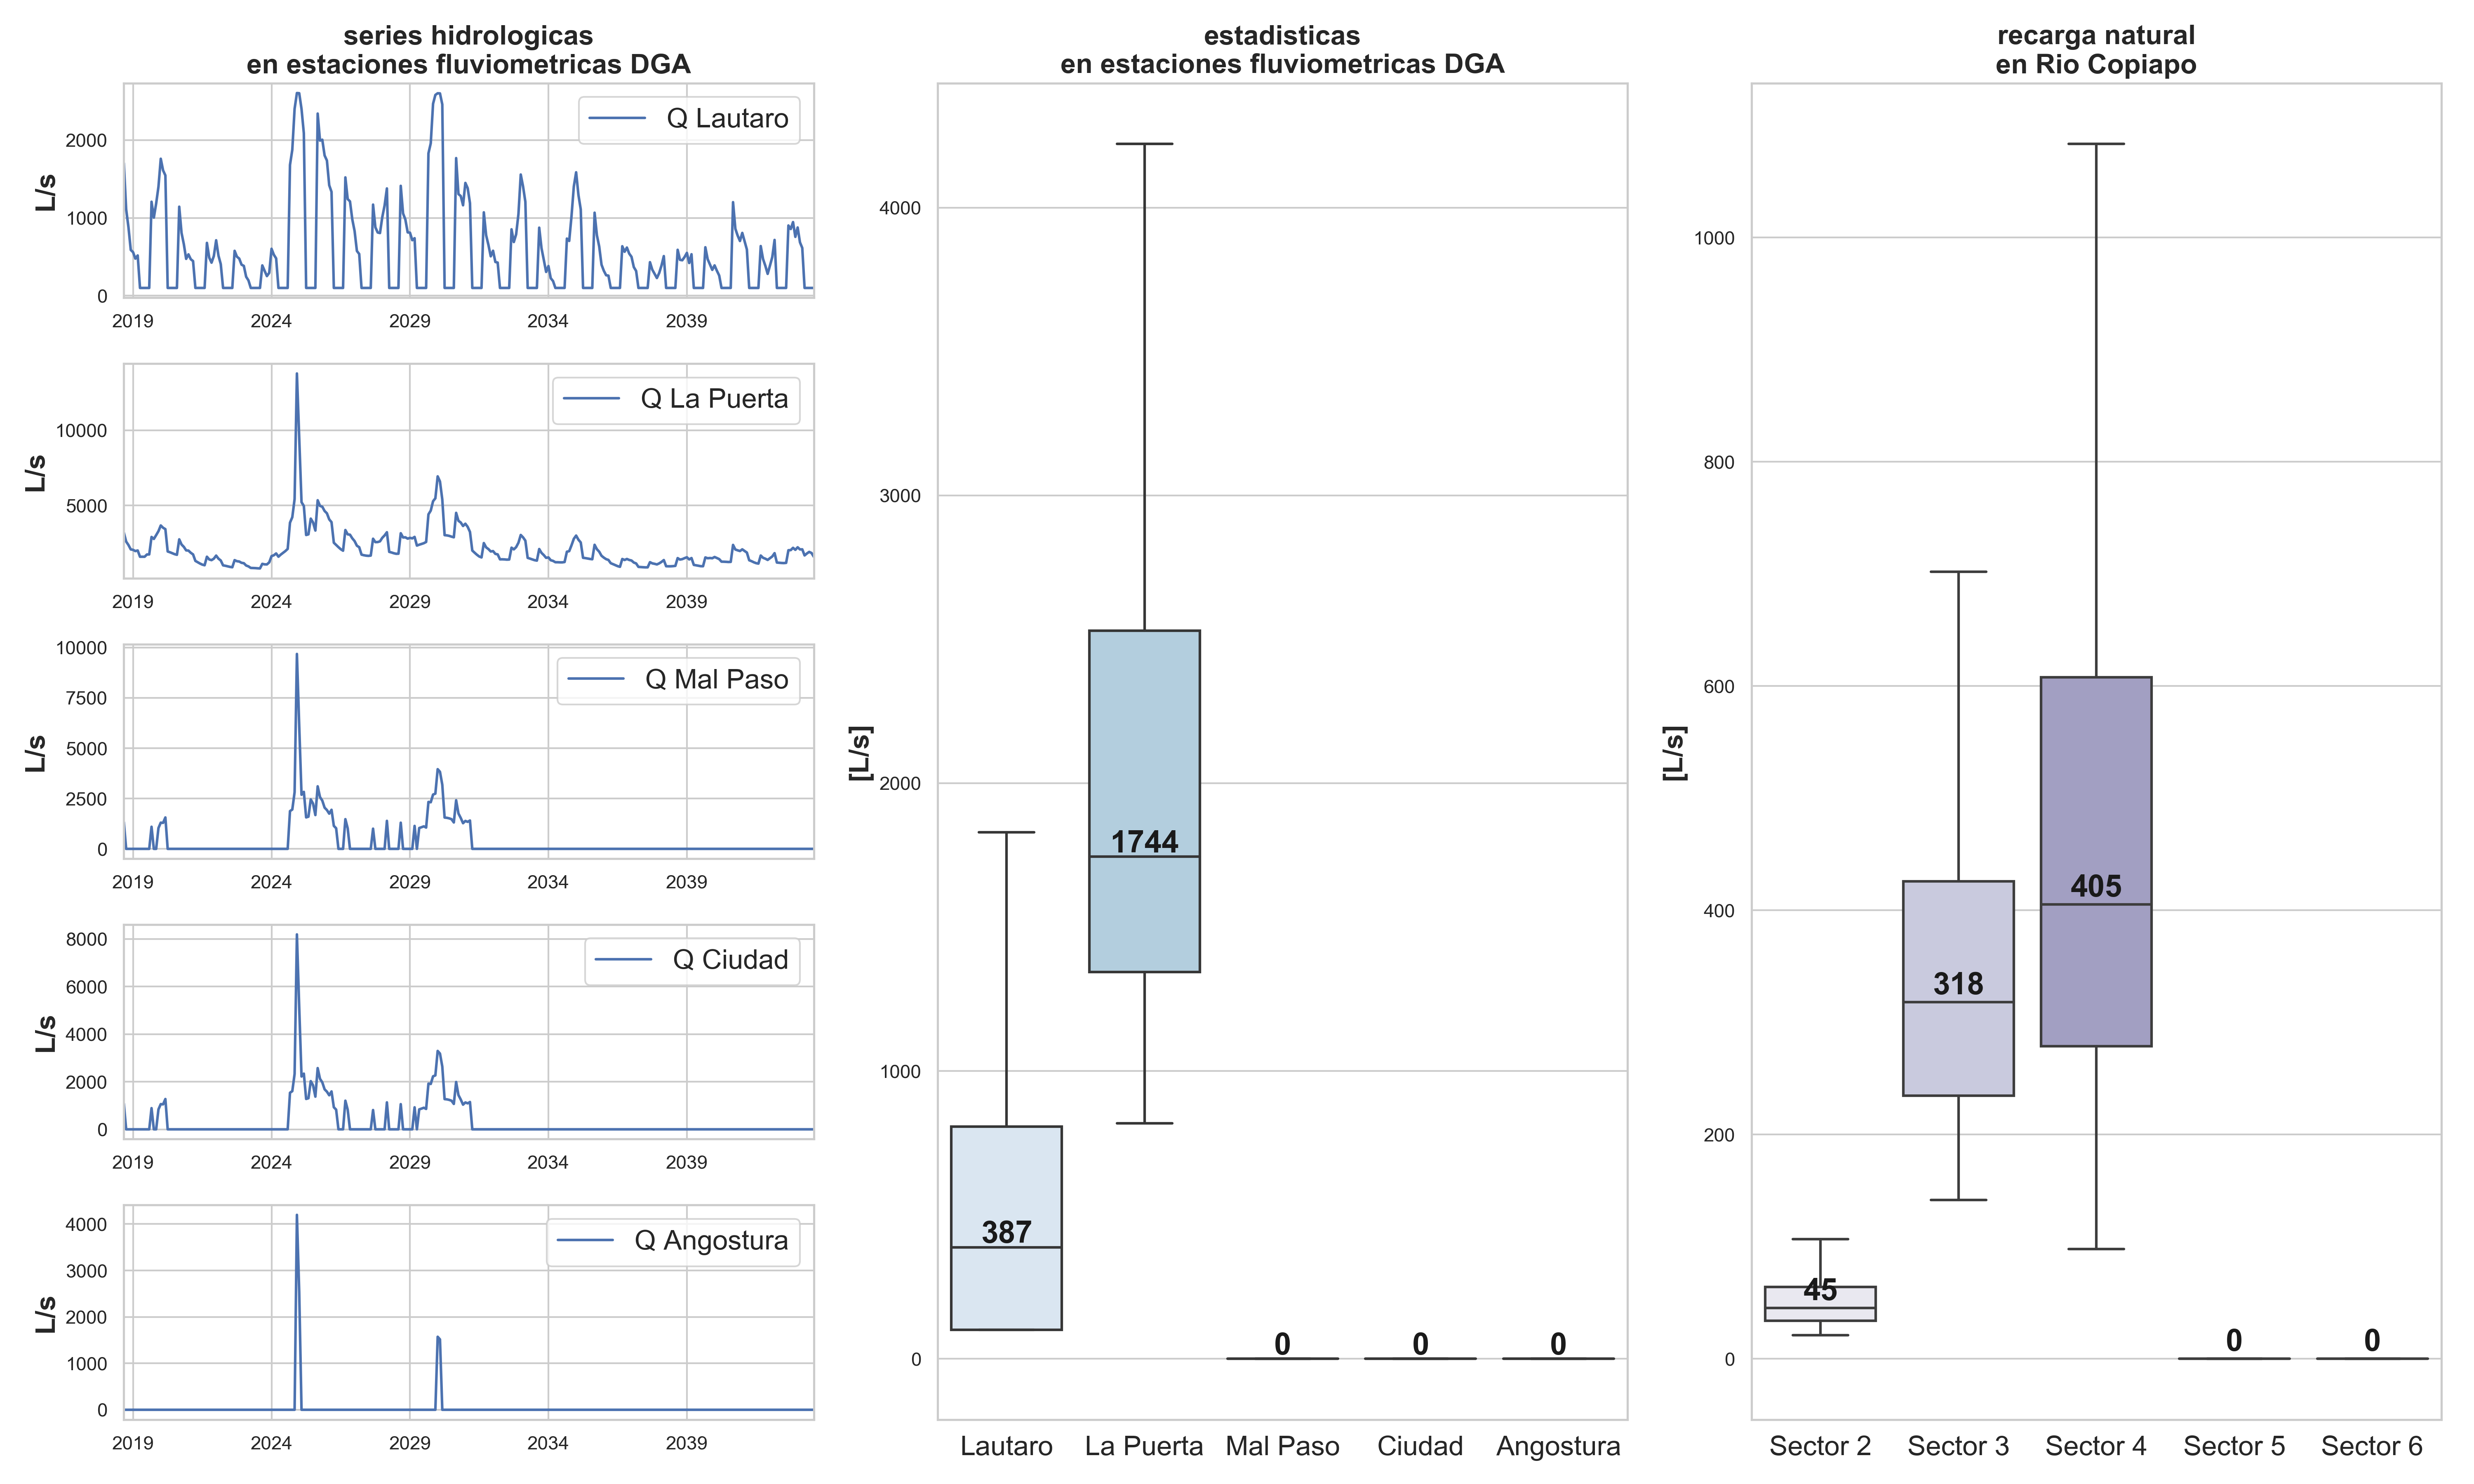 series hidrologicas
en estaciones fluviometricas DGA
L/s
2000
1000
0
Q Lautaro
2019 2024 2029 2034 2039
L/s
10000
5000
Q La Puerta
2019 2024 2029 2034 2039
L/s
10000
7500
5000
2500
0
Q Mal Paso
2019 2024 2029 2034 2039
L/s
8000
6000
4000
2000
0
Q Ciudad
2019 2024 2029 2034 2039
L/s
4000
3000
2000
1000
0
Q Angostura
2019 2024 2029 2034 2039
estadisticas
en estaciones fluviometricas DGA
[L/s]
4000
3000
2000
1000
0
387
1744
0
0
0
Lautaro La Puerta Mal Paso Ciudad Angostura
recarga natural
en Rio Copiapo
[L/s]
1000
800
600
400
200
0
45
318
405
0
0
Sector 2 Sector 3 Sector 4 Sector 5 Sector 6